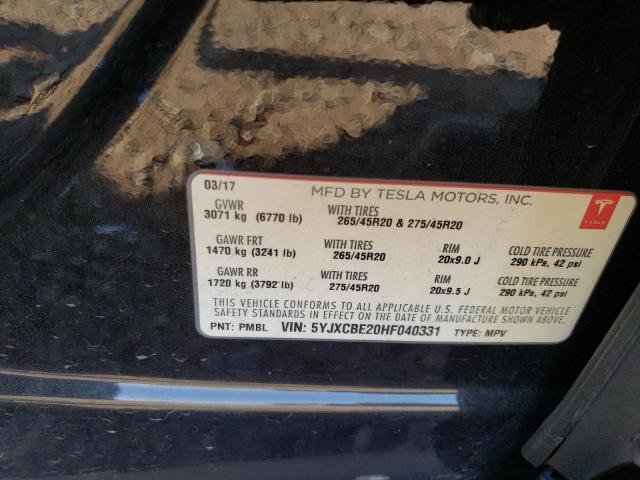 03/17 MFD BY TESLA MOTORS, INC.
GVWR WITH TIRES
3071 kg (6770 lb) 265/45R20 & 275/45R20
GAWR FRT WITH TIRES RIM COLD TIRE PRESSURE
1470 kg (3241 lb) 265/45R20 20x9.0 J 290 kPa, 42 psi
GAWR RR WITH TIRES RIM COLD TIRE PRESSURE
1720 kg (3792 lb) 275/45R20 20x9.5 J 290 kPa, 42 psi
THIS VEHICLE CONFORMS TO ALL APPLICABLE U.S. FEDERAL MOTOR VEHICLE
SAFETY STANDARDS IN EFFECT ON THE DATE OF MANUFACTURE SHOWN ABOVE.
PNT: PMBL VIN: 5YJXCBE20HF040331 TYPE: MPV
TESLA